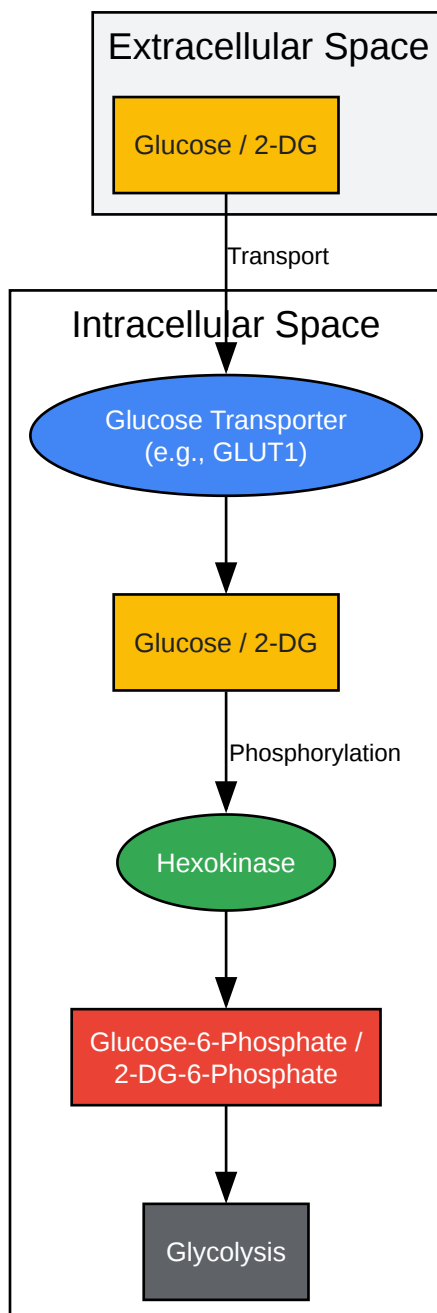 Extracellular Space
Glucose / 2-DG
Transport
Intracellular Space
Glucose Transporter
(e.g., GLUT1)
Glucose / 2-DG
Phosphorylation
Hexokinase
Glucose-6-Phosphate /
2-DG-6-Phosphate
Glycolysis